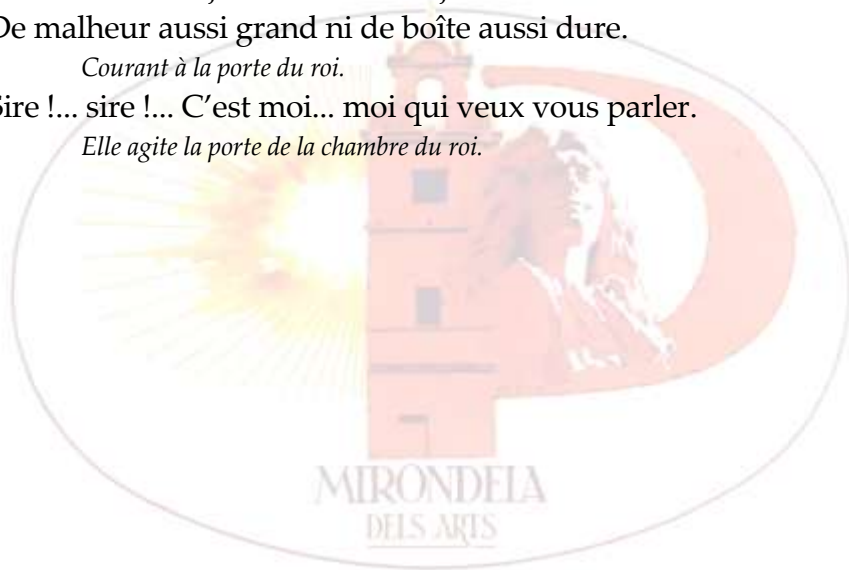 De malheur aussi grand ni de boîte aussi dure.
Courant à la porte du roi.
Sire !... sire !... C’est moi... moi qui veux vous parler.
Elle agite la porte de la chambre du roi.
MIRONDELA
DELS ARTS